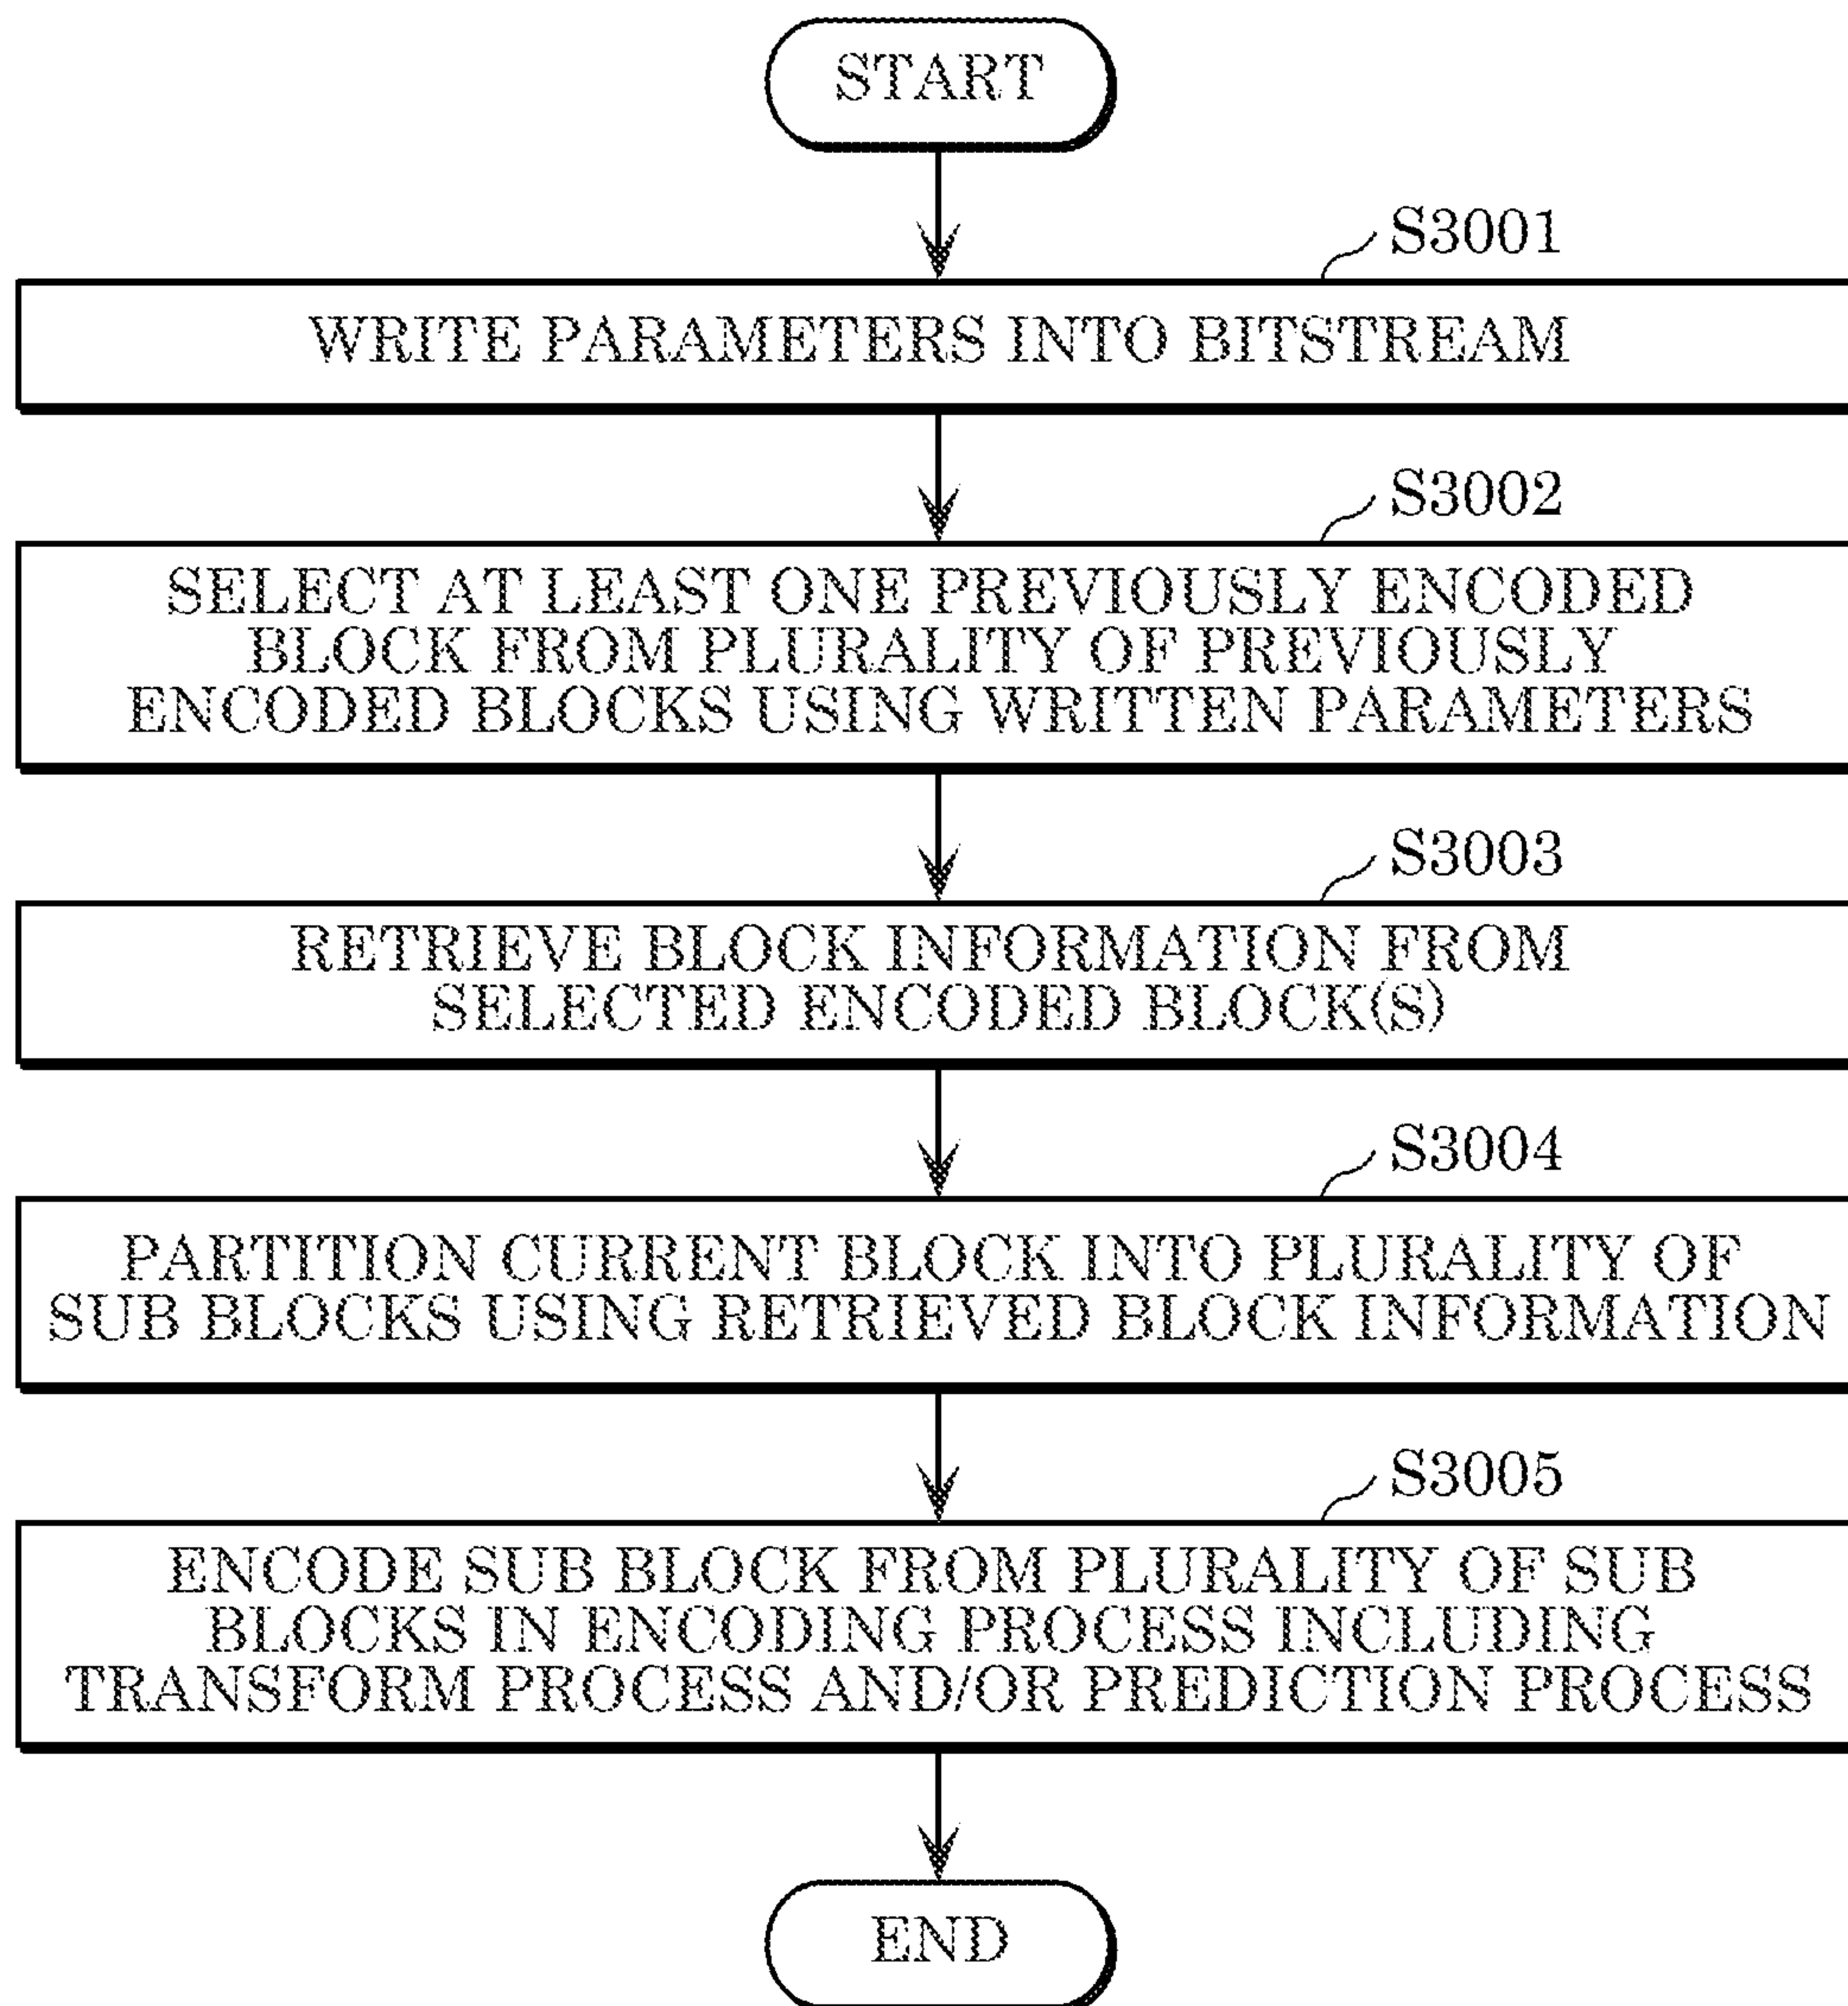 START
S3001
WRITE PARAMETERS INTO BITSTREAM
S3002
SELECT AT LEAST ONE PREVIOUSLY ENCODED
BLOCK FROM PLURALITY OF PREVIOUSLY
ENCODED BLOCKS USING WRITTEN PARAMETERS
S3003
RETRIEVE BLOCK INFORMATION FROM
SELECTED ENCODED BLOCK(S)
S3004
PARTITION CURRENT BLOCK INTO PLURALITY OF
SUB BLOCKS USING RETRIEVED BLOCK INFORMATION
S3005
ENCODE SUB BLOCK FROM PLURALITY OF SUB
BLOCKS IN ENCODING PROCESS INCLUDING
TRANSFORM PROCESS AND/OR PREDICTION PROCESS
END